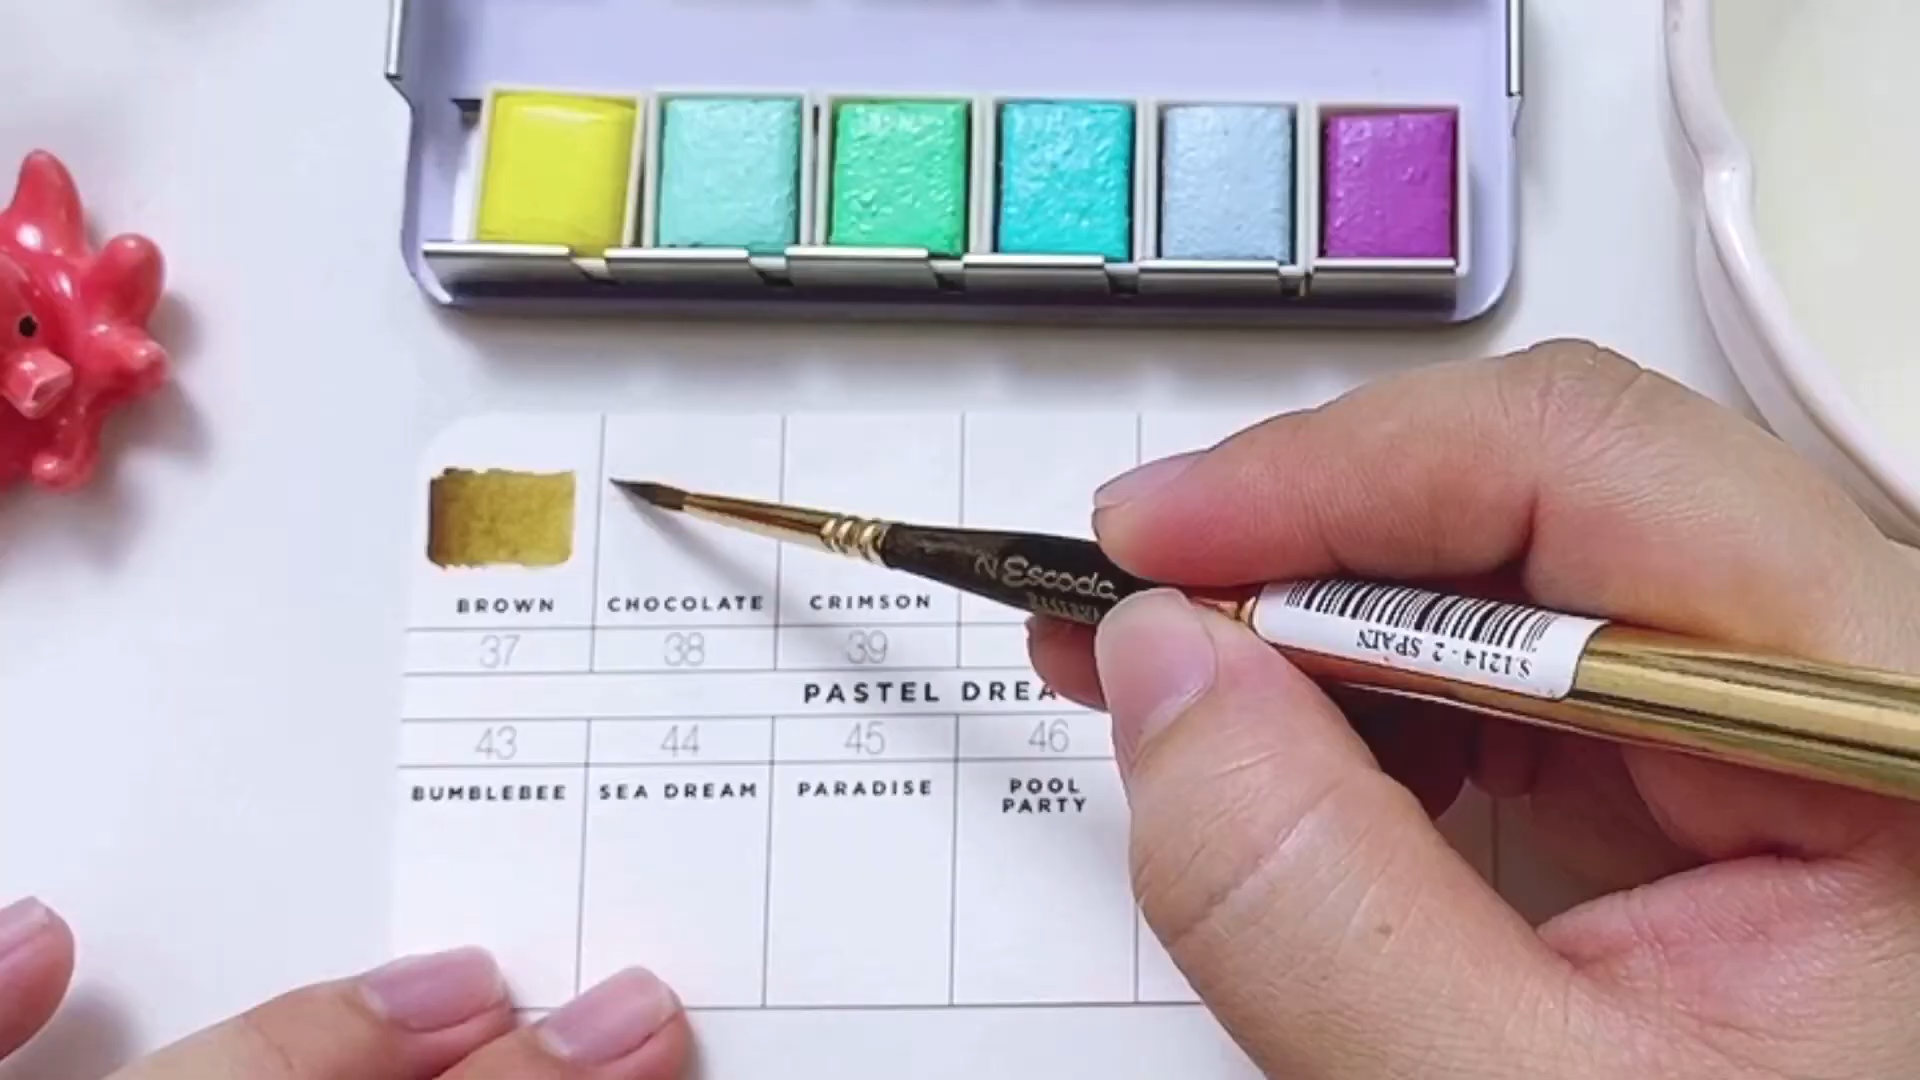 BROWN CHOCOLATE CRIMSON
37 38 39
PASTEL DREA
43 44 45 46
BUMBLEBEE SEA DREAM PARADISE POOL PARTY
Escoda
S.1214-2 SPAIN